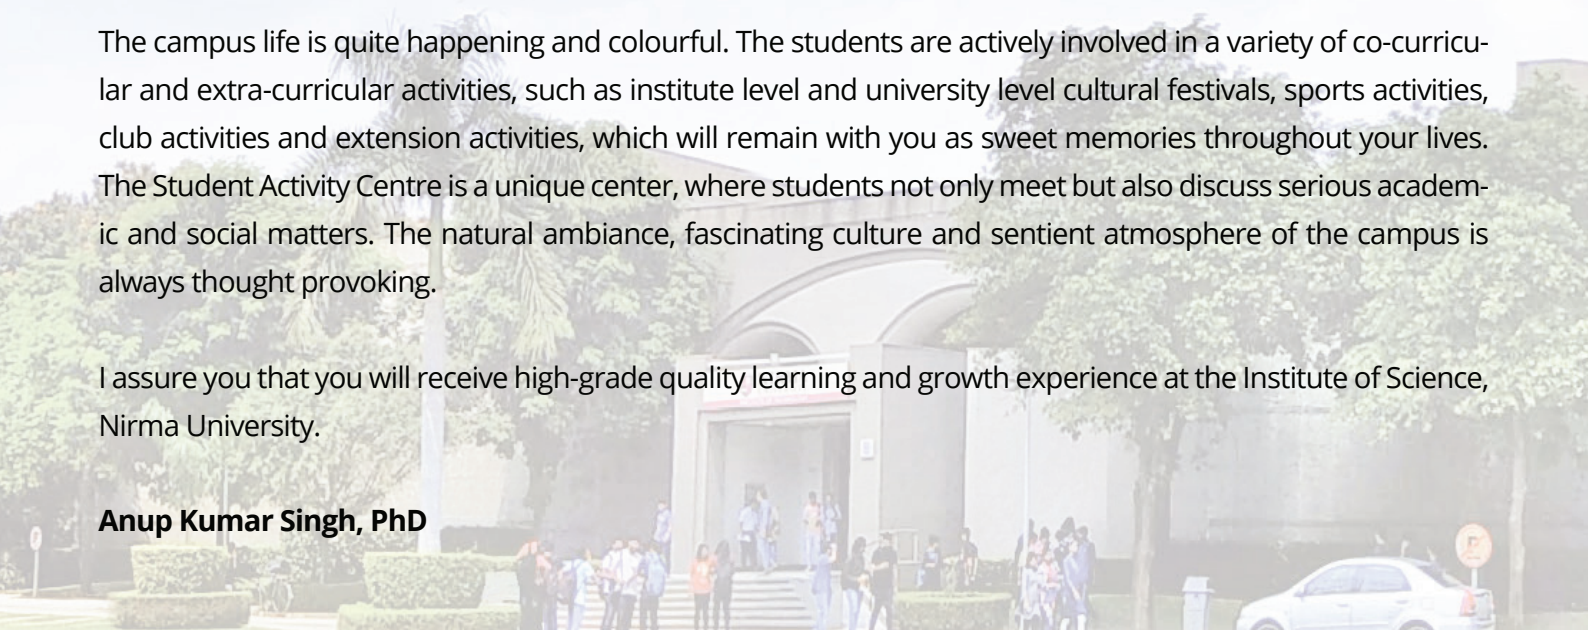 The campus life is quite happening and colourful. The students are actively involved in a variety of co-curricu-
lar and extra-curricular activities, such as institute level and university level cultural festivals, sports activities,
club activities and extension activities, which will remain with you as sweet memories throughout your lives.
The Student Activity Centre is a unique center, where students not only meet but also discuss serious academ-
ic and social matters. The natural ambiance, fascinating culture and sentient atmosphere of the campus is
always thought provoking.
I assure you that you will receive high-grade quality learning and growth experience at the Institute of Science,
Nirma University.
Anup Kumar Singh, PhD